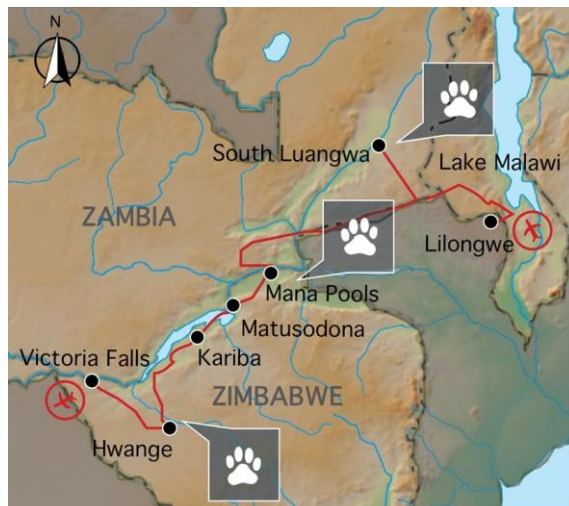 N
South Luangwa
Lake Malawi
ZAMBIA
Lilongwe
Mana Pools
Matusodona
Kariba
Victoria Falls
ZIMBABWE
Hwange